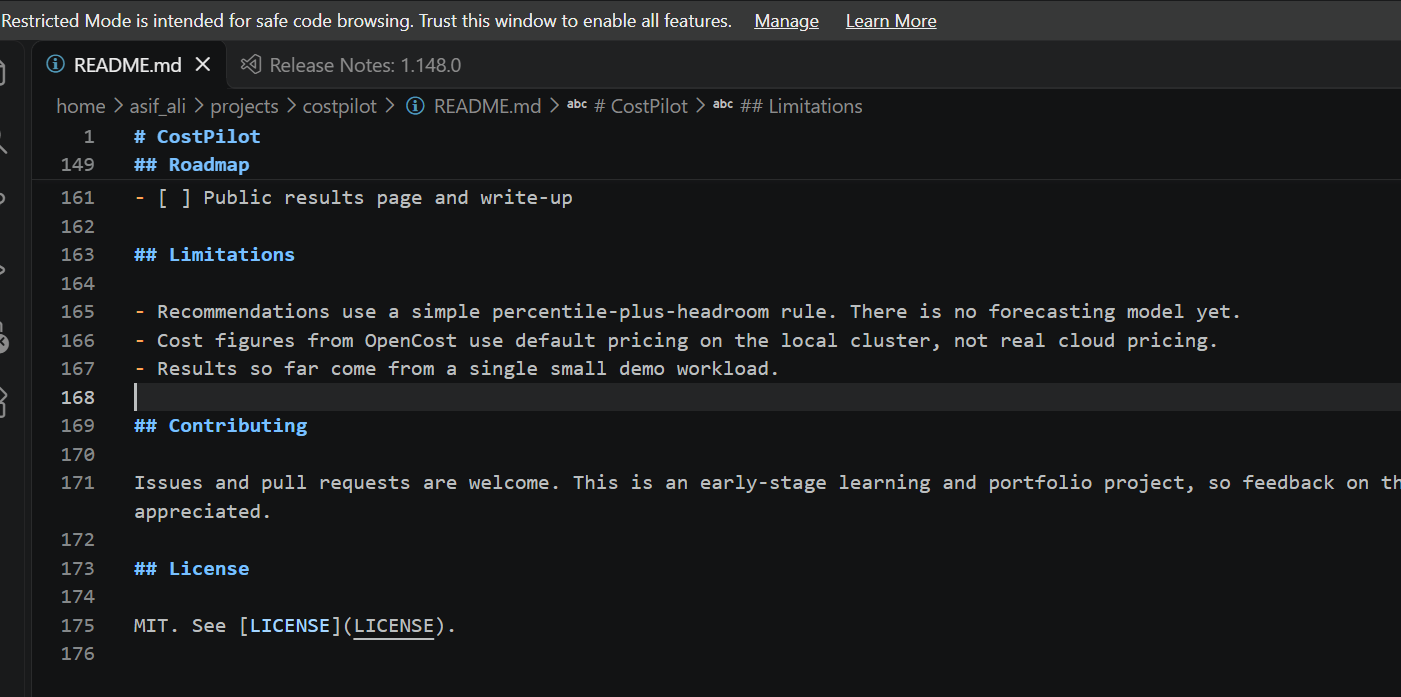 Restricted Mode is intended for safe code browsing. Trust this window to enable all features. Manage Learn More
README.md Release Notes: 1.148.0
home > asif_ali > projects > costpilot > README.md > abc # CostPilot > abc ## Limitations
1 # CostPilot
149 ## Roadmap
161 - [ ] Public results page and write-up
162
163 ## Limitations
164
165 - Recommendations use a simple percentile-plus-headroom rule. There is no forecasting model yet.
166 - Cost figures from OpenCost use default pricing on the local cluster, not real cloud pricing.
167 - Results so far come from a single small demo workload.
168
169 ## Contributing
170
171 Issues and pull requests are welcome. This is an early-stage learning and portfolio project, so feedback on th
appreciated.
172
173 ## License
174
175 MIT. See [LICENSE](LICENSE).
176